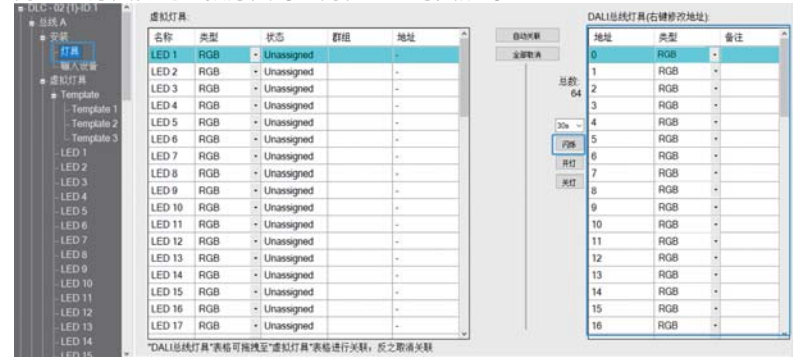 DLC-02(1)-ID 1
总线 A
安装
灯具
输入设备
虚拟灯具
Template
Template 1
Template 2
Template 3
LED 1
LED 2
LED 3
LED 4
LED 5
LED 6
LED 7
LED 8
LED 9
LED 10
LED 11
LED 12
LED 13
LED 14
LED 15
虚拟灯具:
名称 类型 状态 群组 地址
LED 1 RGB Unassigned -
LED 2 RGB Unassigned -
LED 3 RGB Unassigned -
LED 4 RGB Unassigned -
LED 5 RGB Unassigned -
LED 6 RGB Unassigned -
LED 7 RGB Unassigned -
LED 8 RGB Unassigned -
LED 9 RGB Unassigned -
LED 10 RGB Unassigned -
LED 11 RGB Unassigned -
LED 12 RGB Unassigned -
LED 13 RGB Unassigned -
LED 14 RGB Unassigned -
LED 15 RGB Unassigned -
LED 16 RGB Unassigned -
LED 17 RGB Unassigned -
"DALI总线灯具"表格可拖拽至"虚拟灯具"表格进行关联，反之取消关联
自动关联
全部取消
总数:
64
30s
闪烁
开灯
关灯
DALI总线灯具(右键修改地址):
地址 类型 备注
0 RGB
1 RGB
2 RGB
3 RGB
4 RGB
5 RGB
6 RGB
7 RGB
8 RGB
9 RGB
10 RGB
11 RGB
12 RGB
13 RGB
14 RGB
15 RGB
16 RGB